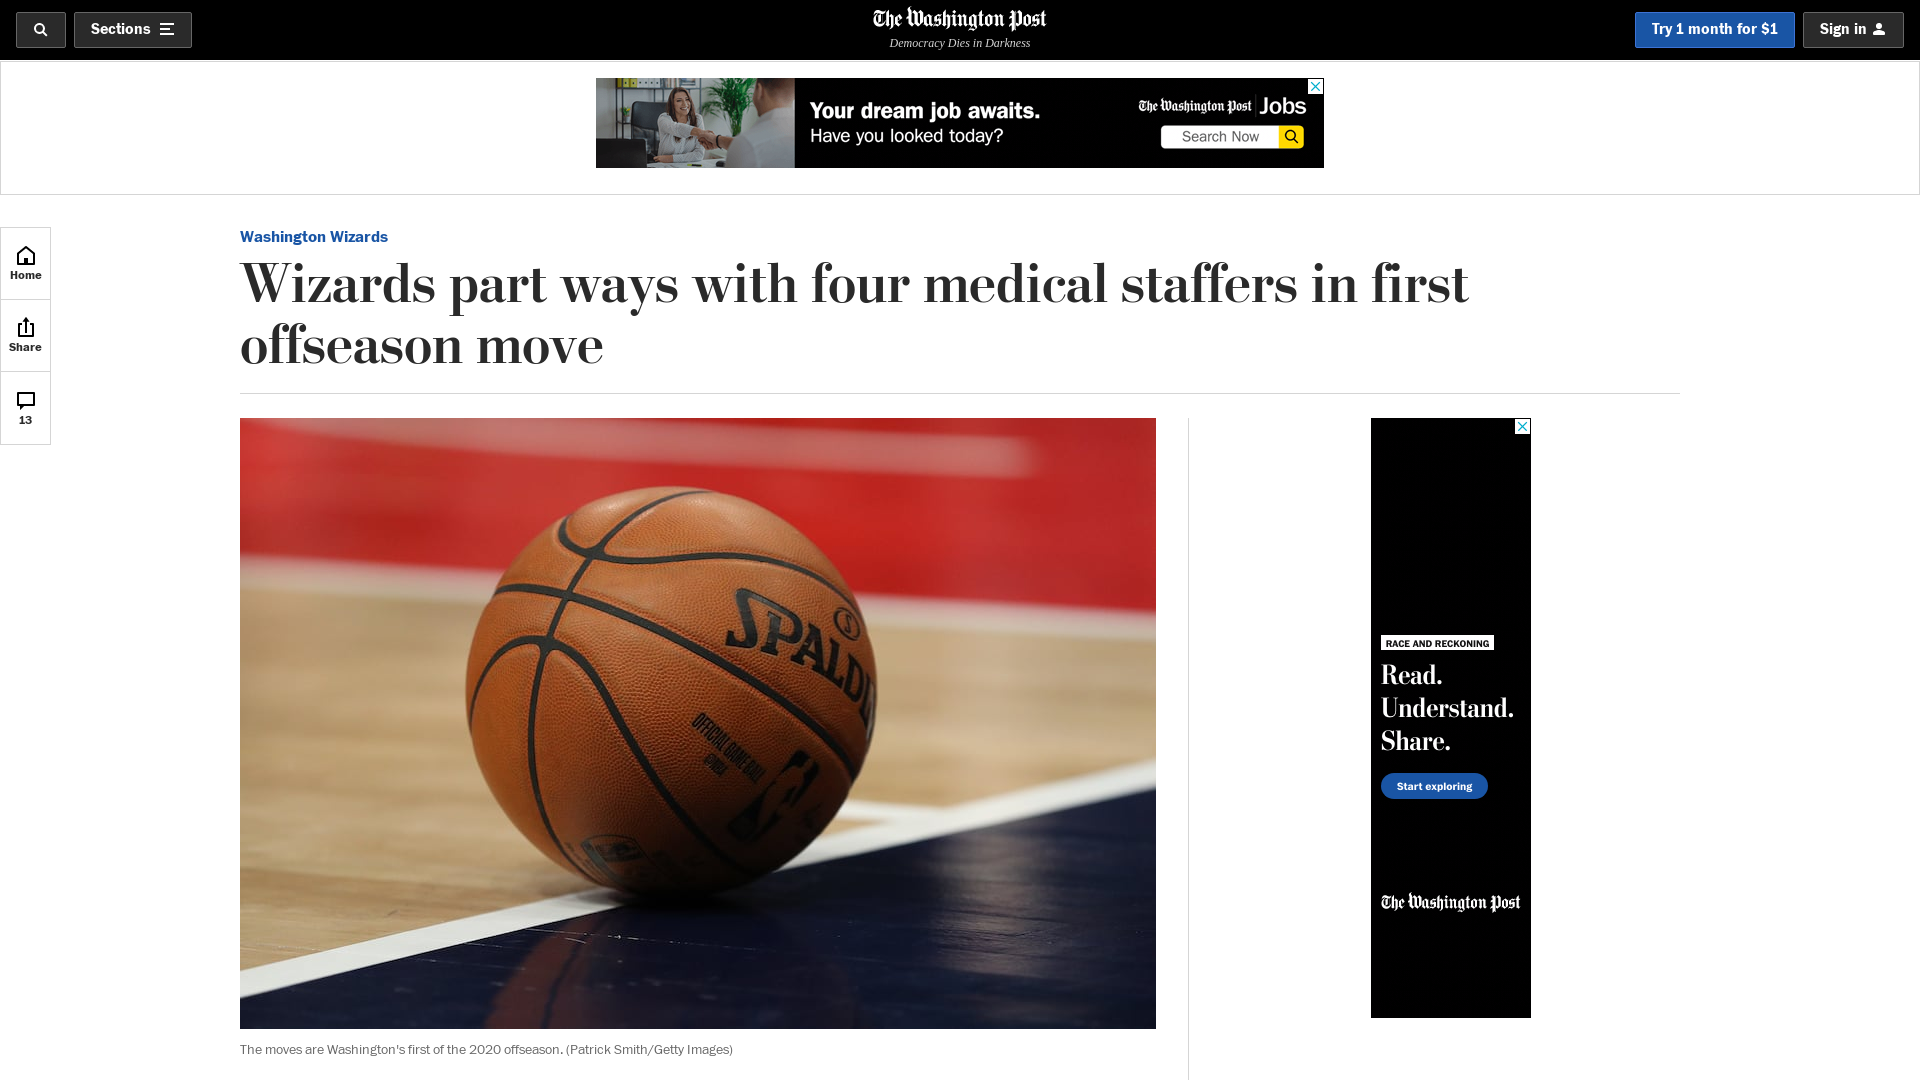 Sections
The Washington Post
Democracy Dies in Darkness
Try 1 month for $1
Sign in
Your dream job awaits.
Have you looked today?
The Washington Post Jobs
Search Now
Home
Share
13
Washington Wizards
Wizards part ways with four medical staffers in first
offseason move
SPALDI
OFFICIAL GAME BALL
@NBA
The moves are Washington's first of the 2020 offseason. (Patrick Smith/Getty Images)
RACE AND RECKONING
Read.
Understand.
Share.
Start exploring
The Washington Post